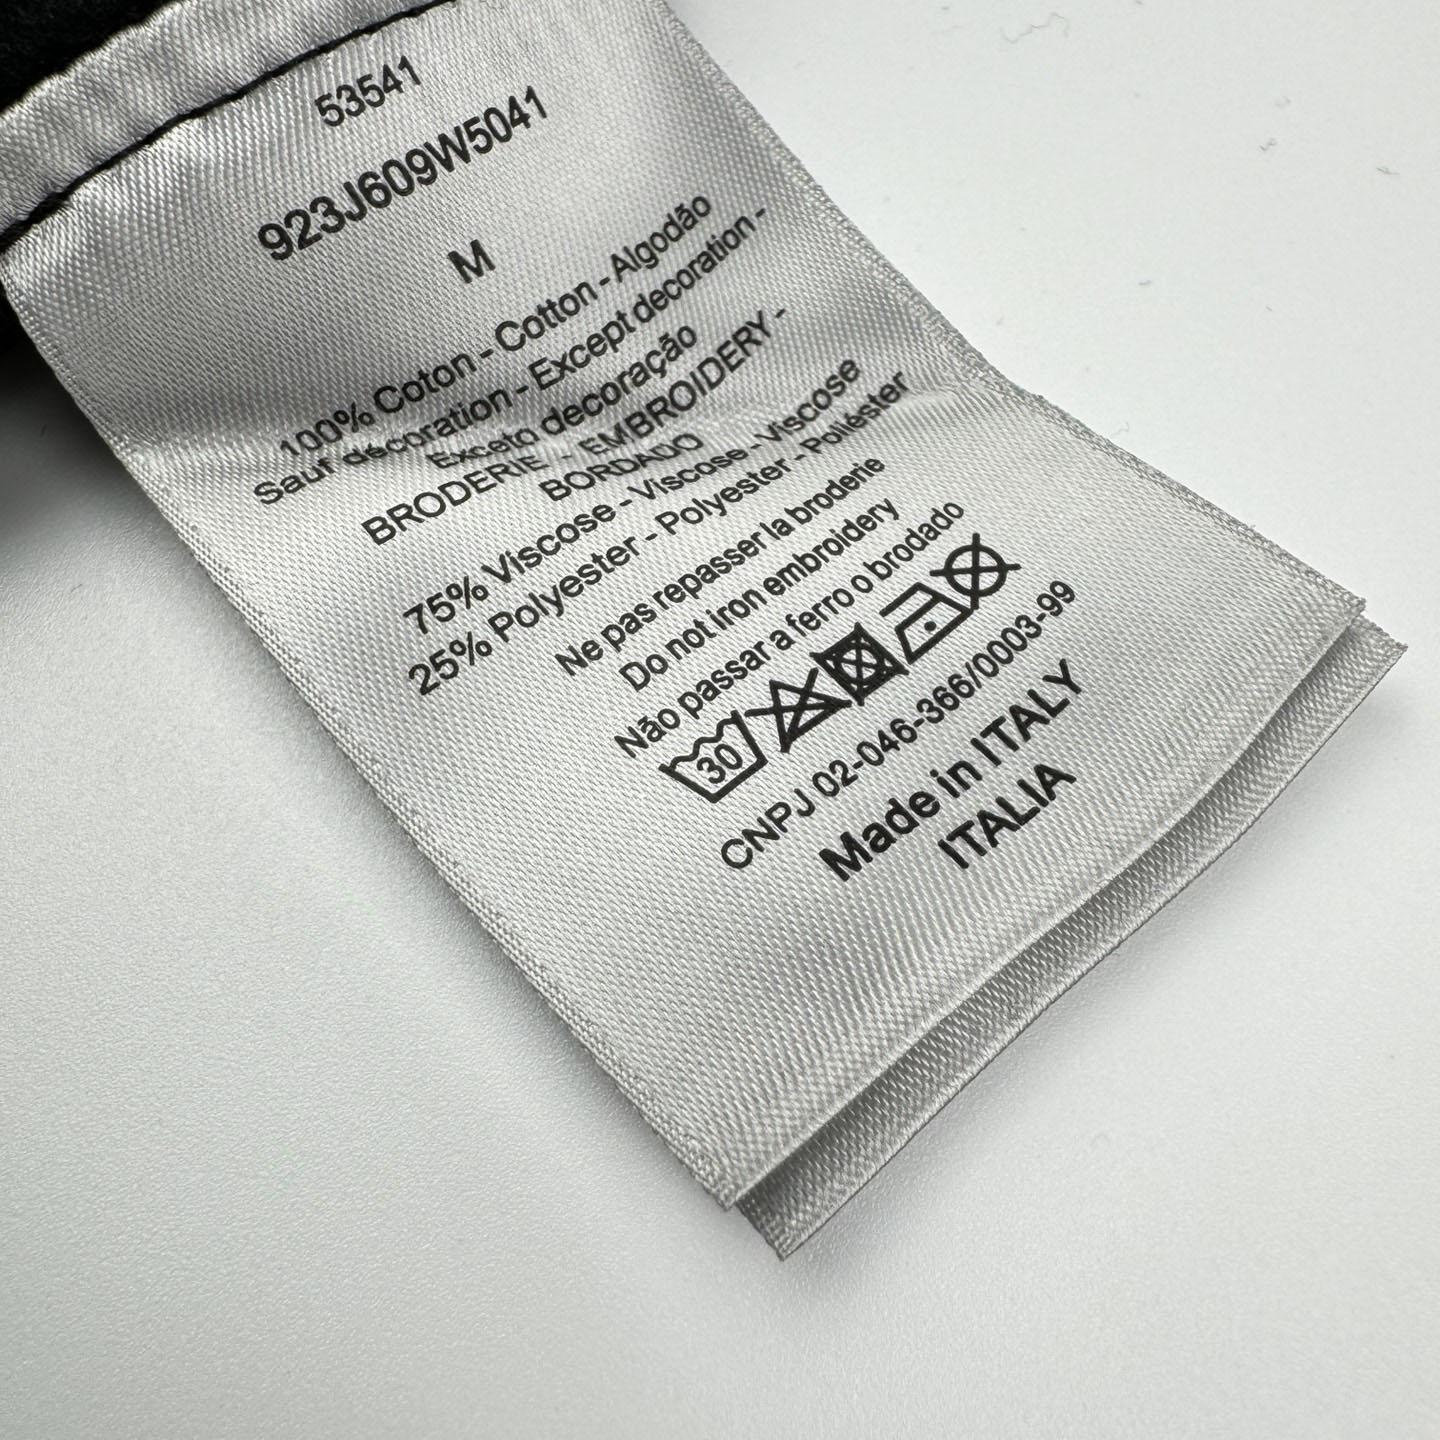 53541
923J609W5041
M
100% Coton - Cotton - Algodão
Sauf décoration - Except decoration -
Exceto decoração
BRODERIE - EMBROIDERY -
BORDADO
75% Viscose - Viscose - Viscose
25% Polyester - Polyester - Poliéster
Ne pas repasser la broderie
Do not iron embroidery
Não passar a ferro o brodado
30
CNPJ 02-046-366/0003-99
Made in ITALY
ITALIA